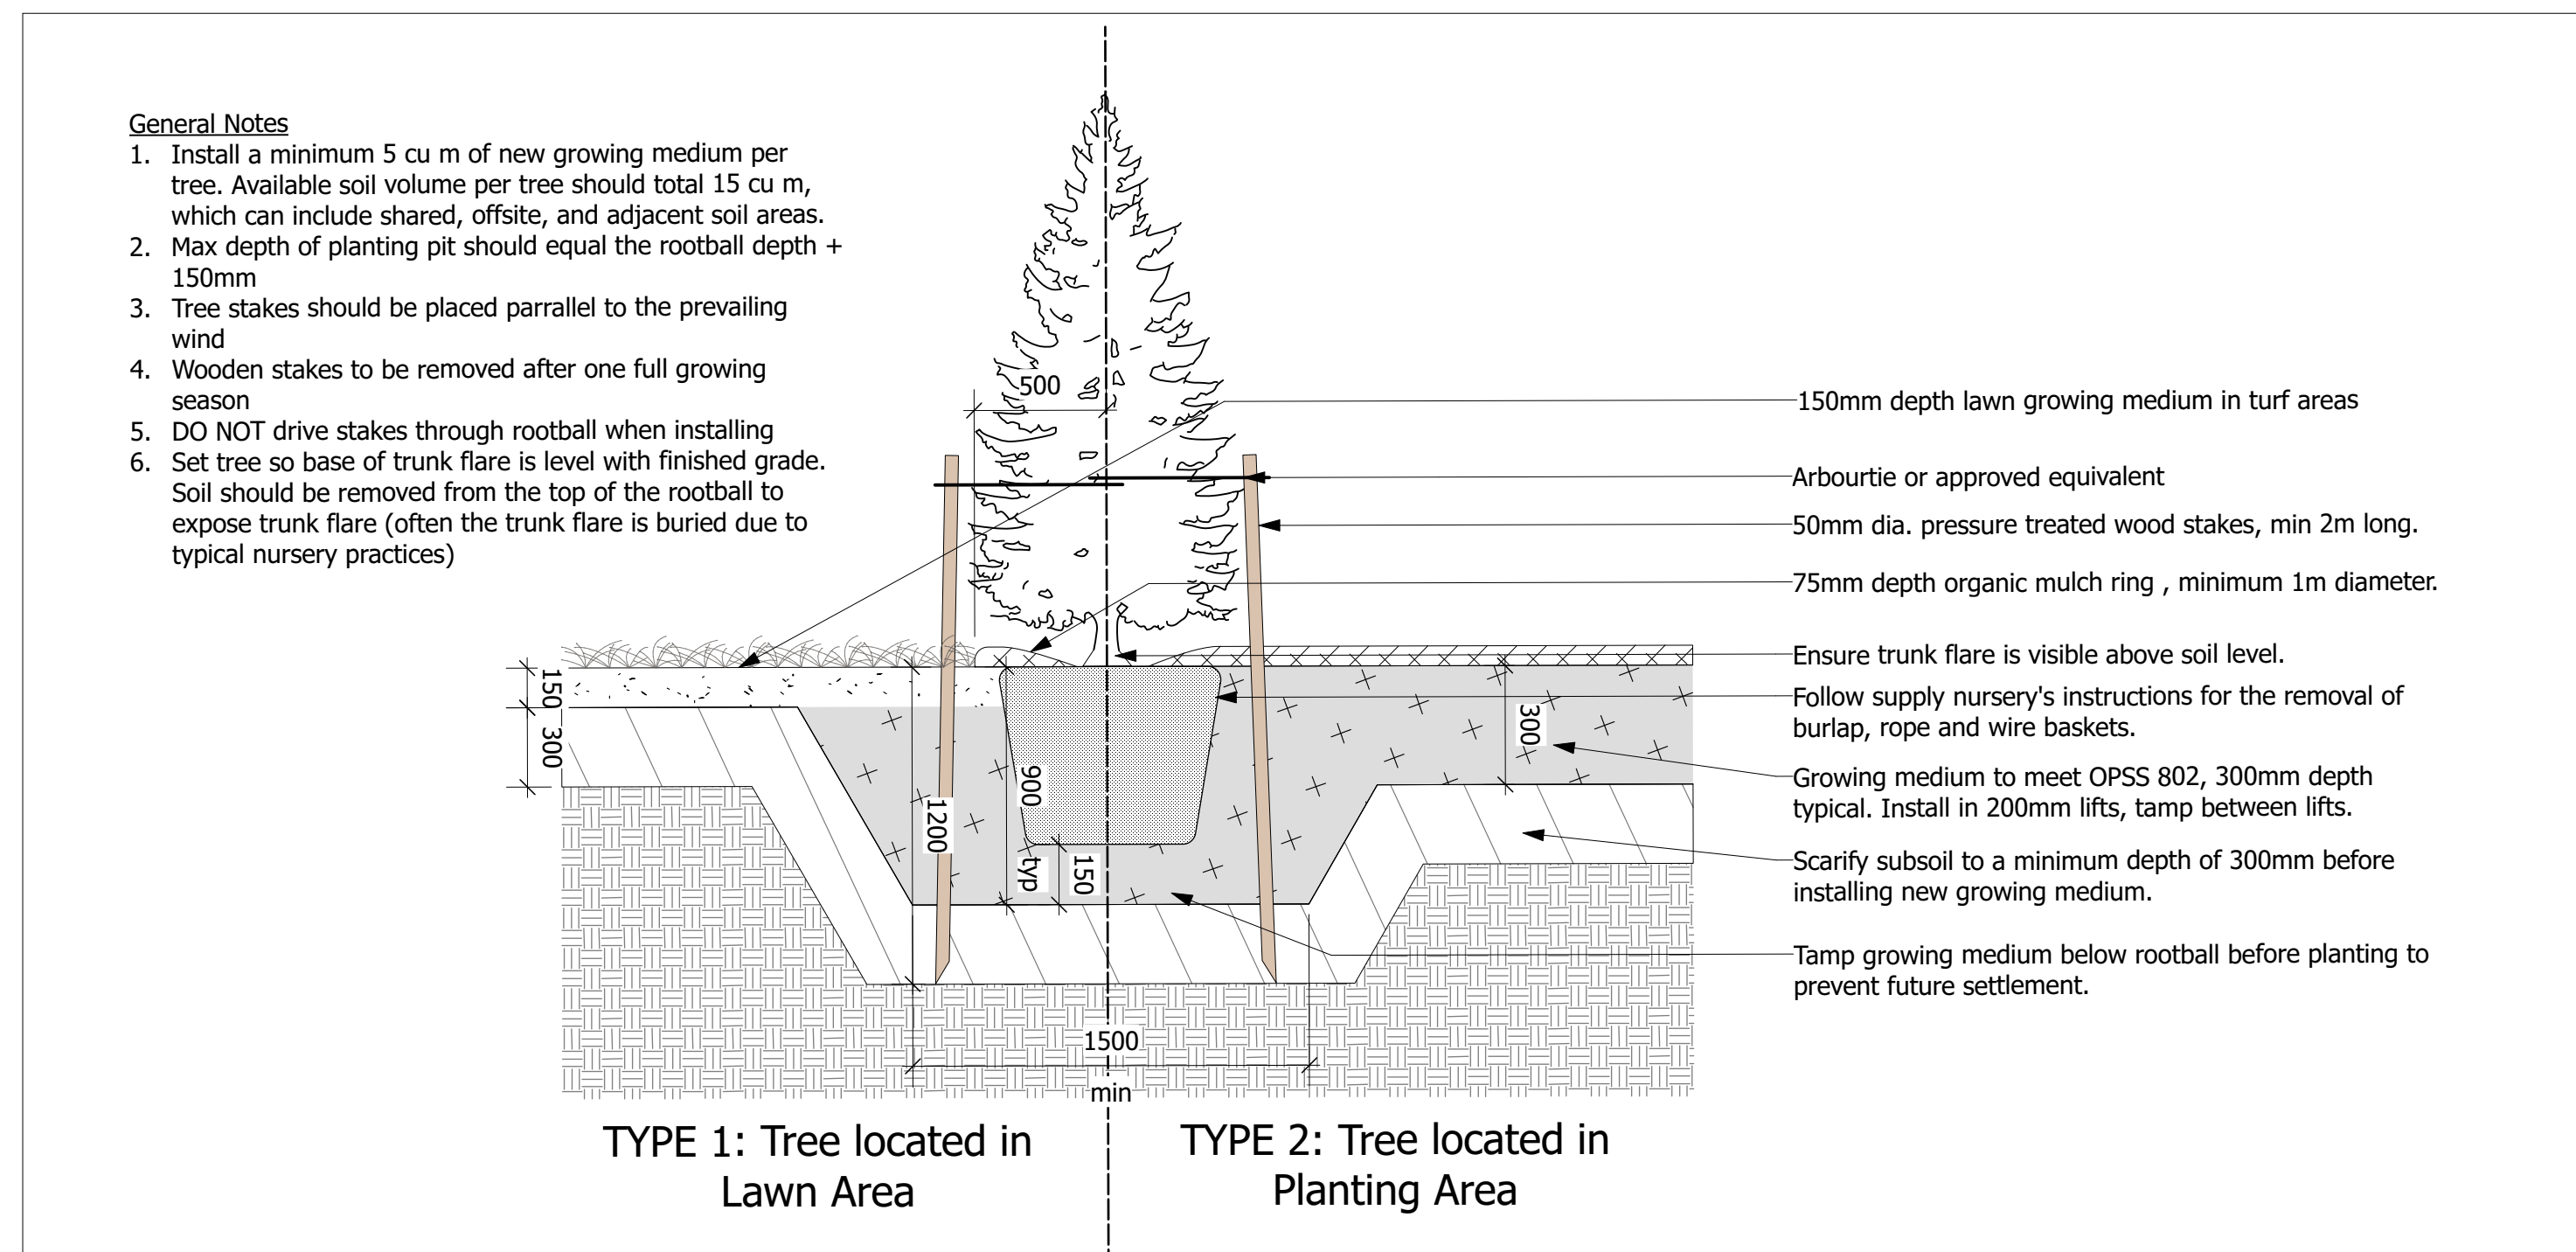 General Notes
1. Install a minimum 5 cu m of new growing medium per
tree. Available soil volume per tree should total 15 cu m,
which can include shared, offsite, and adjacent soil areas.
2. Max depth of planting pit should equal the rootball depth +
150mm
3. Tree stakes should be placed parrallel to the prevailing
wind
4. Wooden stakes to be removed after one full growing
season
5. DO NOT drive stakes through rootball when installing
6. Set tree so base of trunk flare is level with finished grade.
Soil should be removed from the top of the rootball to
expose trunk flare (often the trunk flare is buried due to
typical nursery practices)
500
150
300
1200
900
typ
150
300
1500
min
150mm depth lawn growing medium in turf areas
Arbourtie or approved equivalent
50mm dia. pressure treated wood stakes, min 2m long.
75mm depth organic mulch ring , minimum 1m diameter.
Ensure trunk flare is visible above soil level.
Follow supply nursery's instructions for the removal of
burlap, rope and wire baskets.
Growing medium to meet OPSS 802, 300mm depth
typical. Install in 200mm lifts, tamp between lifts.
Scarify subsoil to a minimum depth of 300mm before
installing new growing medium.
Tamp growing medium below rootball before planting to
prevent future settlement.
TYPE 1: Tree located in
Lawn Area
TYPE 2: Tree located in
Planting Area